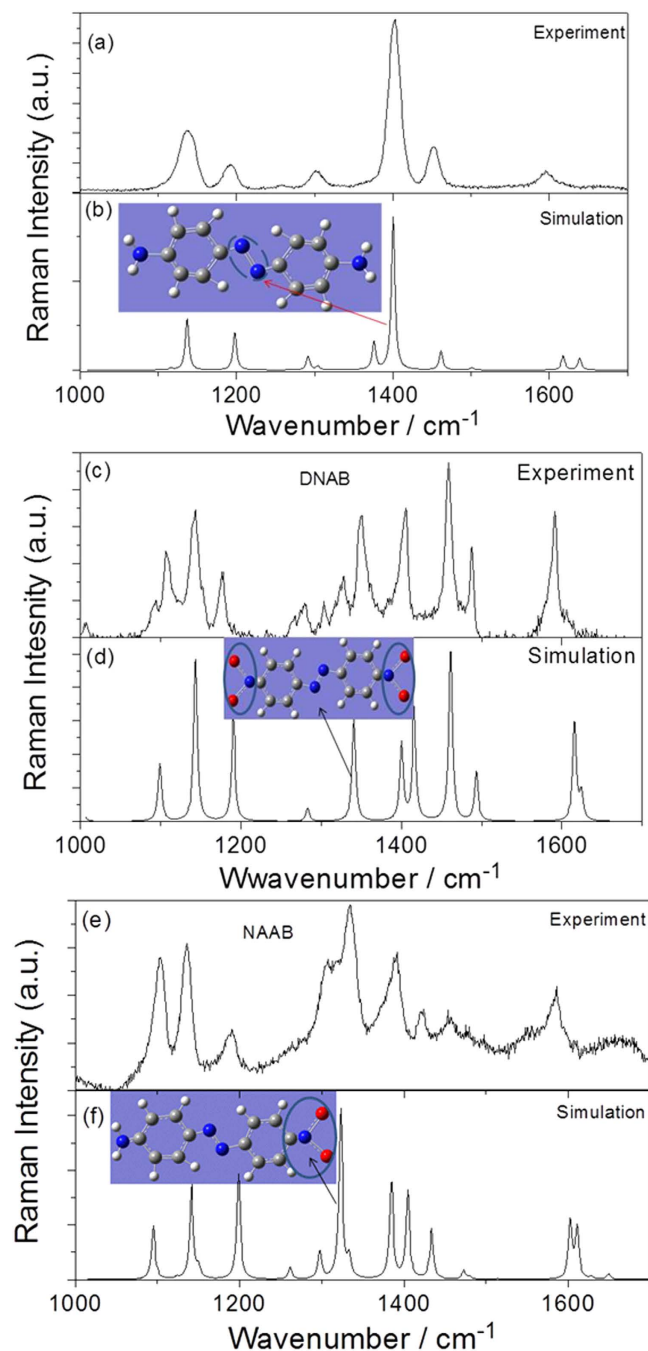 (a)
Experiment
Raman Intensity (a.u.)
(b)
Simulation
1000 1200 1400 1600
Wavenumber / cm-1
(c)
DNAB
Experiment
Raman Intesnity (a.u.)
(d)
Simulation
1000 1200 1400 1600
Wwavenumber / cm-1
(e)
NAAB
Experiment
Raman Intensity (a.u.)
(f)
Simulation
1000 1200 1400 1600
Wavenumber / cm-1